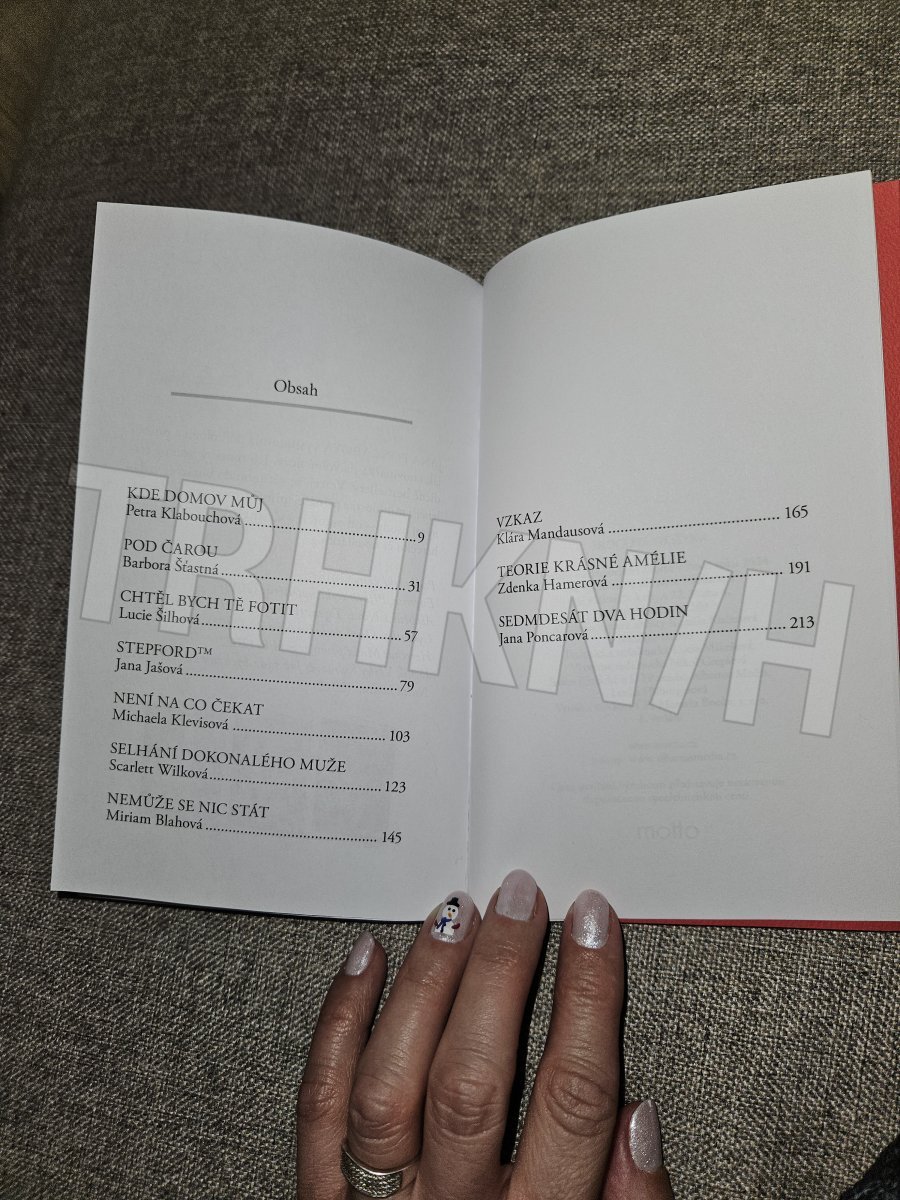 Obsah
KDE DOMOV MŮJ
Petra Klabouchová 9
POD ČAROU
Barbora Šťastná 31
CHTĚL BYCH TĚ FOTIT
Lucie Šilhová 57
STEPFORD™
Jana Jašová 79
NENÍ NA CO ČEKAT
Michaela Klevisová 103
SELHÁNÍ DOKONALÉHO MUŽE
Scarlett Wilková 123
NEMŮŽE SE NIC STÁT
Miriam Blahová 145
VZKAZ
Klára Mandausová 165
TEORIE KRÁSNÉ AMÉLIE
Zdenka Hamerová 191
SEDMDESÁT DVA HODIN
Jana Poncarová 213
TRHKNIH